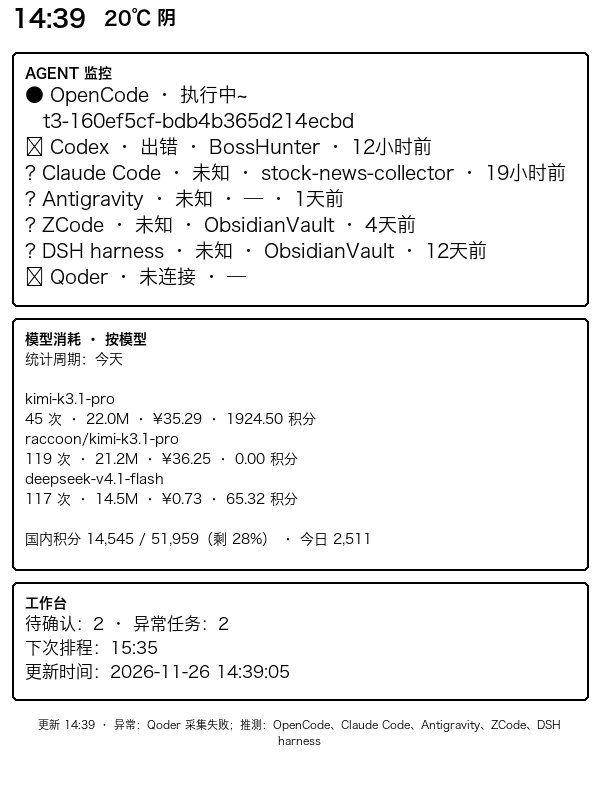 14:39 20℃ 阴
AGENT 监控
● OpenCode · 执行中~
t3-160ef5cf-bdb4b365d214ecbd
☒ Codex · 出错 · BossHunter · 12小时前
? Claude Code · 未知 · stock-news-collector · 19小时前
? Antigravity · 未知 · — · 1天前
? ZCode · 未知 · ObsidianVault · 4天前
? DSH harness · 未知 · ObsidianVault · 12天前
☒ Qoder · 未连接 · —
模型消耗 · 按模型
统计周期：今天
kimi-k3.1-pro
45 次 · 22.0M · ¥35.29 · 1924.50 积分
raccoon/kimi-k3.1-pro
119 次 · 21.2M · ¥36.25 · 0.00 积分
deepseek-v4.1-flash
117 次 · 14.5M · ¥0.73 · 65.32 积分
国内积分 14,545 / 51,959（剩 28%） · 今日 2,511
工作台
待确认：2 · 异常任务：2
下次排程：15:35
更新时间：2026-11-26 14:39:05
更新 14:39 · 异常：Qoder 采集失败；推测：OpenCode、Claude Code、Antigravity、ZCode、DSH
harness